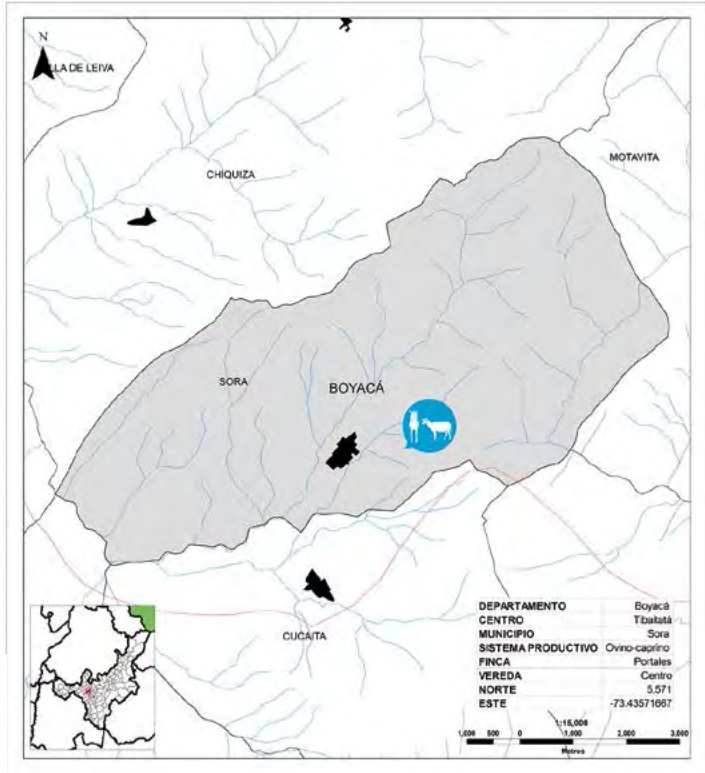 N
LLA DE LEIVA
CHIQUIZA
MOTAVITA
SORA
BOYACÁ
CUCAITA
DEPARTAMENTO Boyacá
CENTRO Tibaitatá
MUNICIPIO Sora
SISTEMA PRODUCTIVO Ovino-caprino
FINCA Portales
VEREDA Centro
NORTE 5.571
ESTE -73.43571667
1:15,000
1,000 500 0 1,000 2,000 3,000
Metros